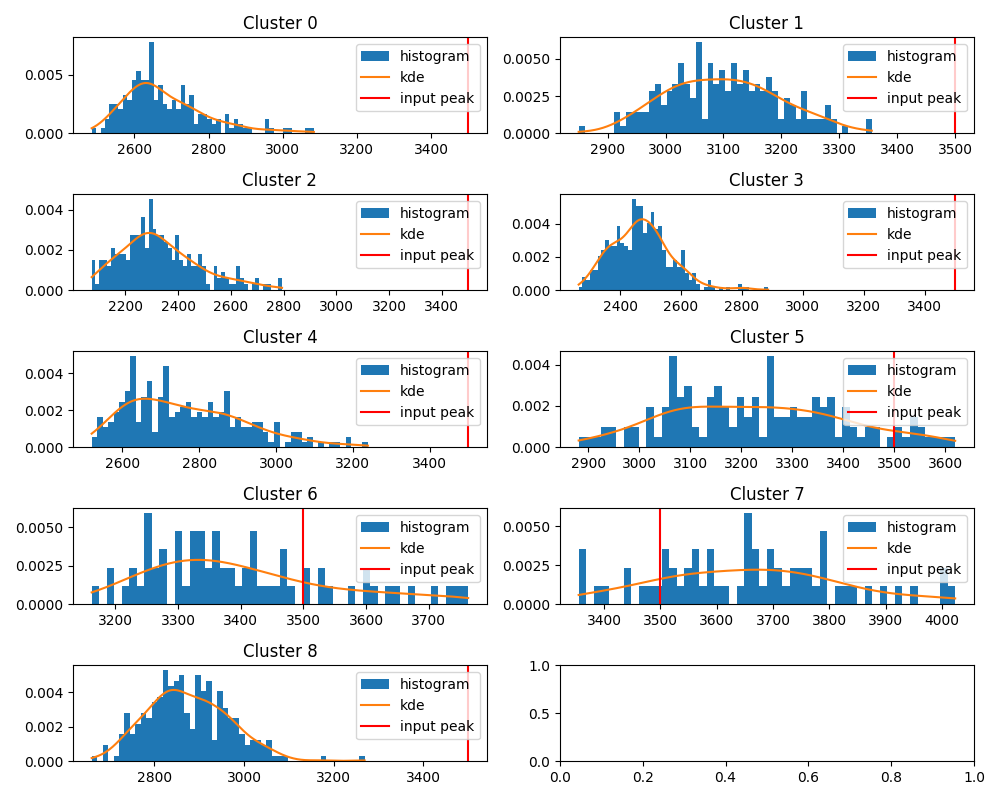 Cluster 0
histogram
kde
input peak
0.005
0.000
2600 2800 3000 3200 3400
Cluster 1
histogram
kde
input peak
0.0050
0.0025
0.0000
2900 3000 3100 3200 3300 3400 3500
Cluster 2
histogram
kde
input peak
0.004
0.002
0.000
2200 2400 2600 2800 3000 3200 3400
Cluster 3
histogram
kde
input peak
0.004
0.002
0.000
2400 2600 2800 3000 3200 3400
Cluster 4
histogram
kde
input peak
0.004
0.002
0.000
2600 2800 3000 3200 3400
Cluster 5
histogram
kde
input peak
0.004
0.002
0.000
2900 3000 3100 3200 3300 3400 3500 3600
Cluster 6
histogram
kde
input peak
0.0050
0.0025
0.0000
3200 3300 3400 3500 3600 3700
Cluster 7
histogram
kde
input peak
0.0050
0.0025
0.0000
3400 3500 3600 3700 3800 3900 4000
Cluster 8
histogram
kde
input peak
0.004
0.002
0.000
2800 3000 3200 3400
1.0
0.5
0.0
0.0 0.2 0.4 0.6 0.8 1.0